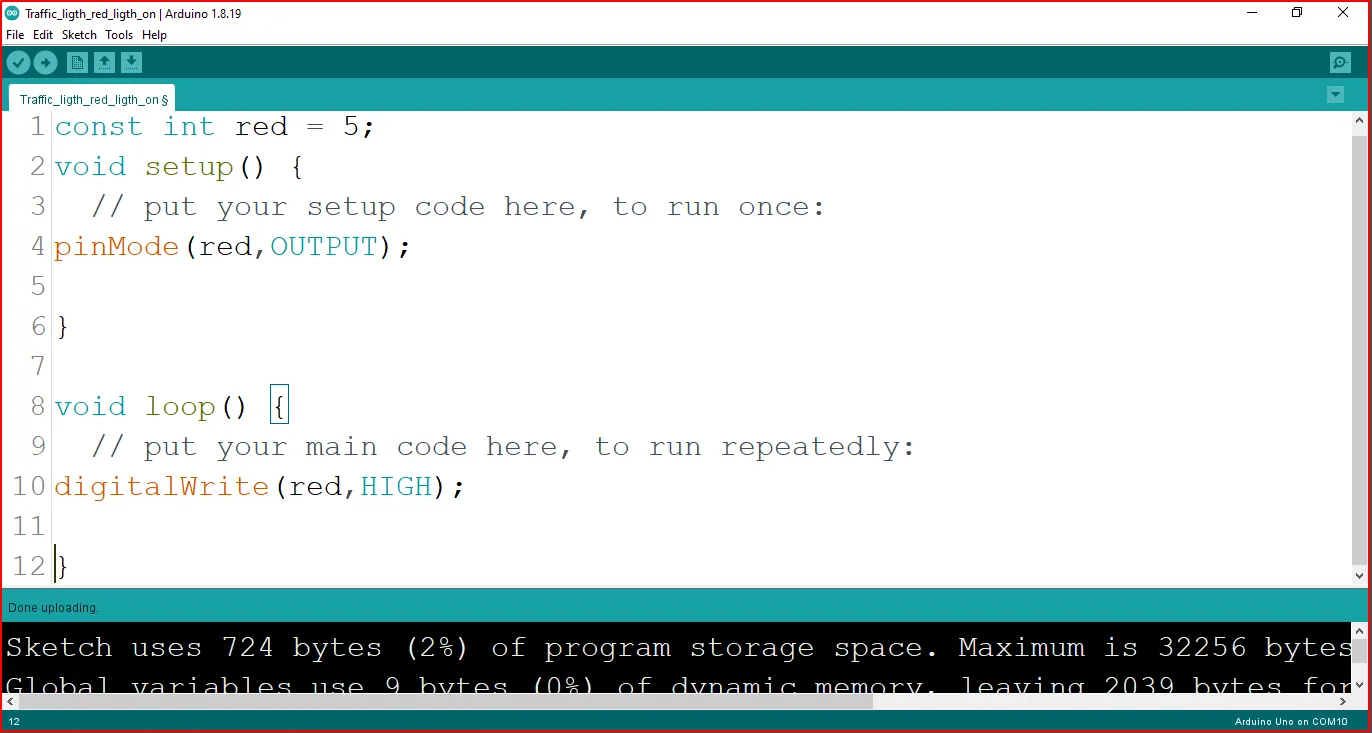 Traffic_ligth_red_ligth_on | Arduino 1.8.19
File Edit Sketch Tools Help
Traffic_ligth_red_ligth_on §
1 const int red = 5;
2 void setup() {
3 // put your setup code here, to run once:
4 pinMode(red,OUTPUT);
5
6 }
7
8 void loop() {
9 // put your main code here, to run repeatedly:
10 digitalWrite(red,HIGH);
11
12 }
Done uploading.
Sketch uses 724 bytes (2%) of program storage space. Maximum is 32256 bytes
Global variables use 9 bytes (0%) of dynamic memory, leaving 2039 bytes for
12 Arduino Uno on COM10